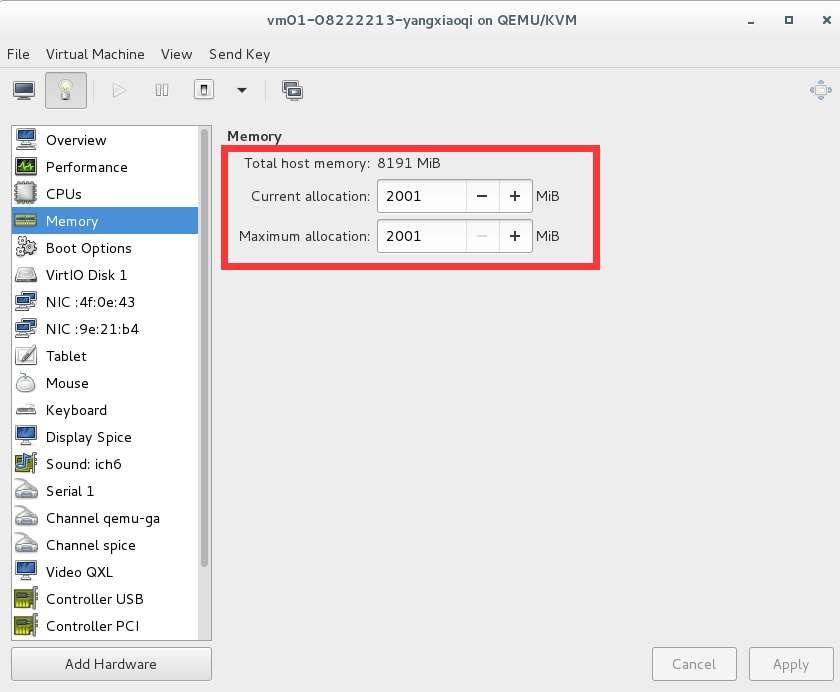 vm01-08222213-yangxiaoqi on QEMU/KVM
File Virtual Machine View Send Key
Overview
Performance
CPUs
Memory
Boot Options
VirtIO Disk 1
NIC :4f:0e:43
NIC :9e:21:b4
Tablet
Mouse
Keyboard
Display Spice
Sound: ich6
Serial 1
Channel qemu-ga
Channel spice
Video QXL
Controller USB
Controller PCI
Add Hardware
Memory
Total host memory: 8191 MiB
Current allocation: 2001 MiB
Maximum allocation: 2001 MiB
Cancel Apply